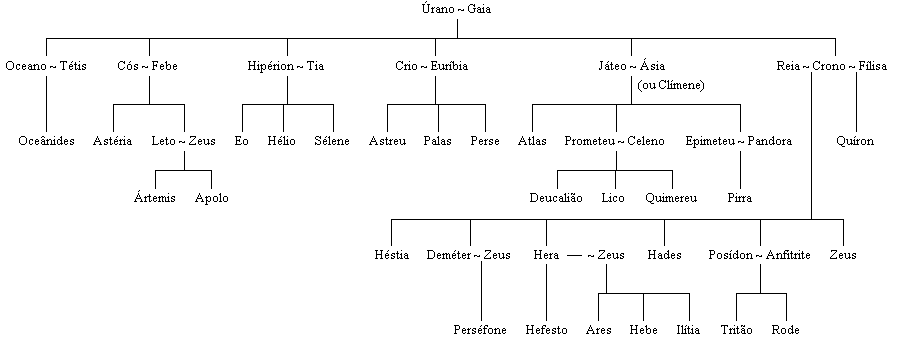 Úrano ~ Gaia
Oceano ~ Tétis Cós ~ Febe Hipérion ~ Tia Crio ~ Euríbia Játeo ~ Ásia Reia ~ Crono ~ Fílisa
(ou Clímene)
Oceânides Astéria Leto ~ Zeus Eo Hélio Sélene Astreu Palas Perse Atlas Prometeu ~ Celeno Epimeteu ~ Pandora Quíron
Ártemis Apolo Deucalião Lico Quimereu Pirra
Héstia Deméter ~ Zeus Hera — ~ Zeus Hades Posídon ~ Anfitrite Zeus
Perséfone Hefesto Ares Hebe Ilítia Tritão Rode